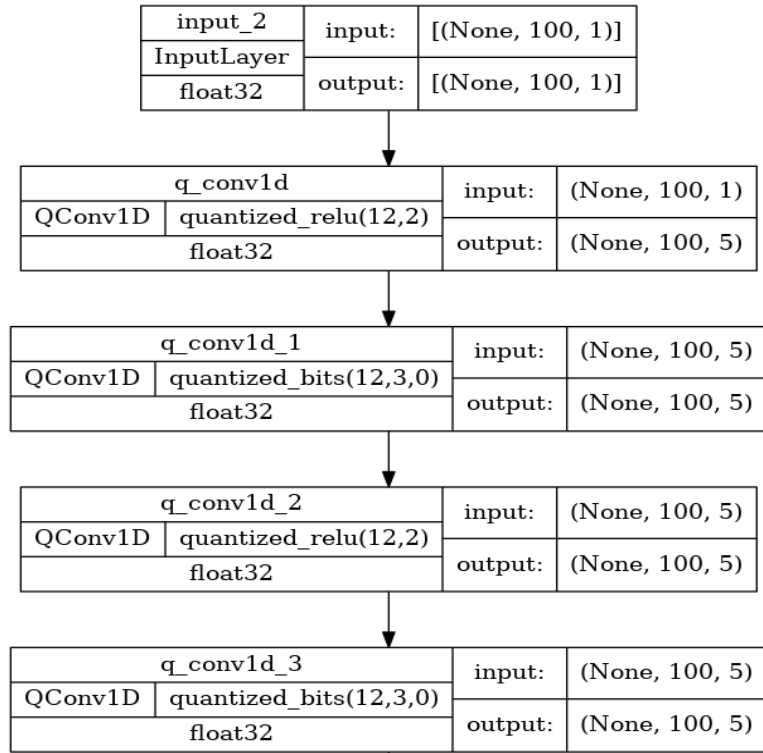 input_2
InputLayer
float32
input:
[(None, 100, 1)]
output:
[(None, 100, 1)]
q_conv1d
QConv1D
quantized_relu(12,2)
float32
input:
(None, 100, 1)
output:
(None, 100, 5)
q_conv1d_1
QConv1D
quantized_bits(12,3,0)
float32
input:
(None, 100, 5)
output:
(None, 100, 5)
q_conv1d_2
QConv1D
quantized_relu(12,2)
float32
input:
(None, 100, 5)
output:
(None, 100, 5)
q_conv1d_3
QConv1D
quantized_bits(12,3,0)
float32
input:
(None, 100, 5)
output:
(None, 100, 5)